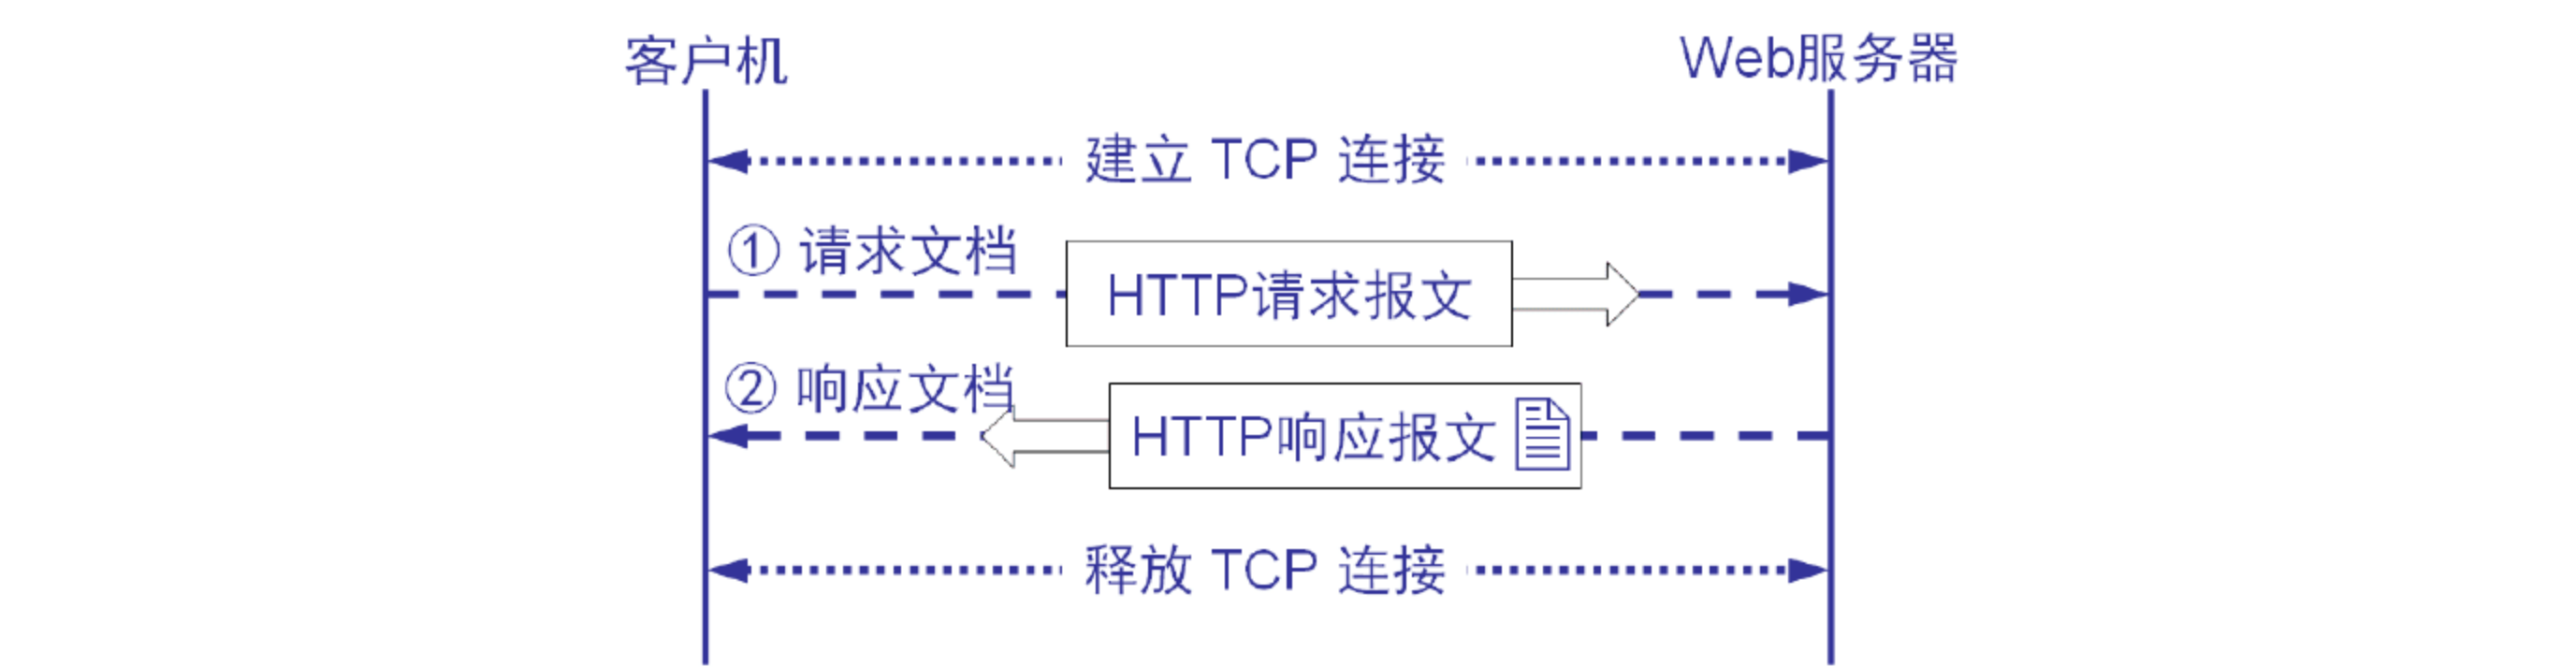 客户机
Web服务器
建立 TCP 连接
① 请求文档
HTTP请求报文
② 响应文档
HTTP响应报文
释放 TCP 连接